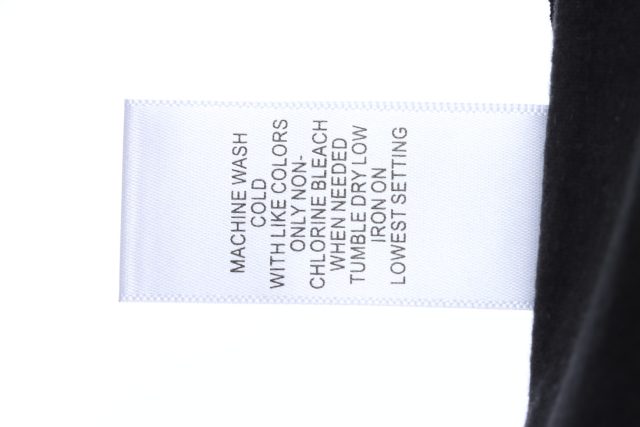 MACHINE WASH
COLD
WITH LIKE COLORS
ONLY NON-
CHLORINE BLEACH
WHEN NEEDED
TUMBLE DRY LOW
IRON ON
LOWEST SETTING